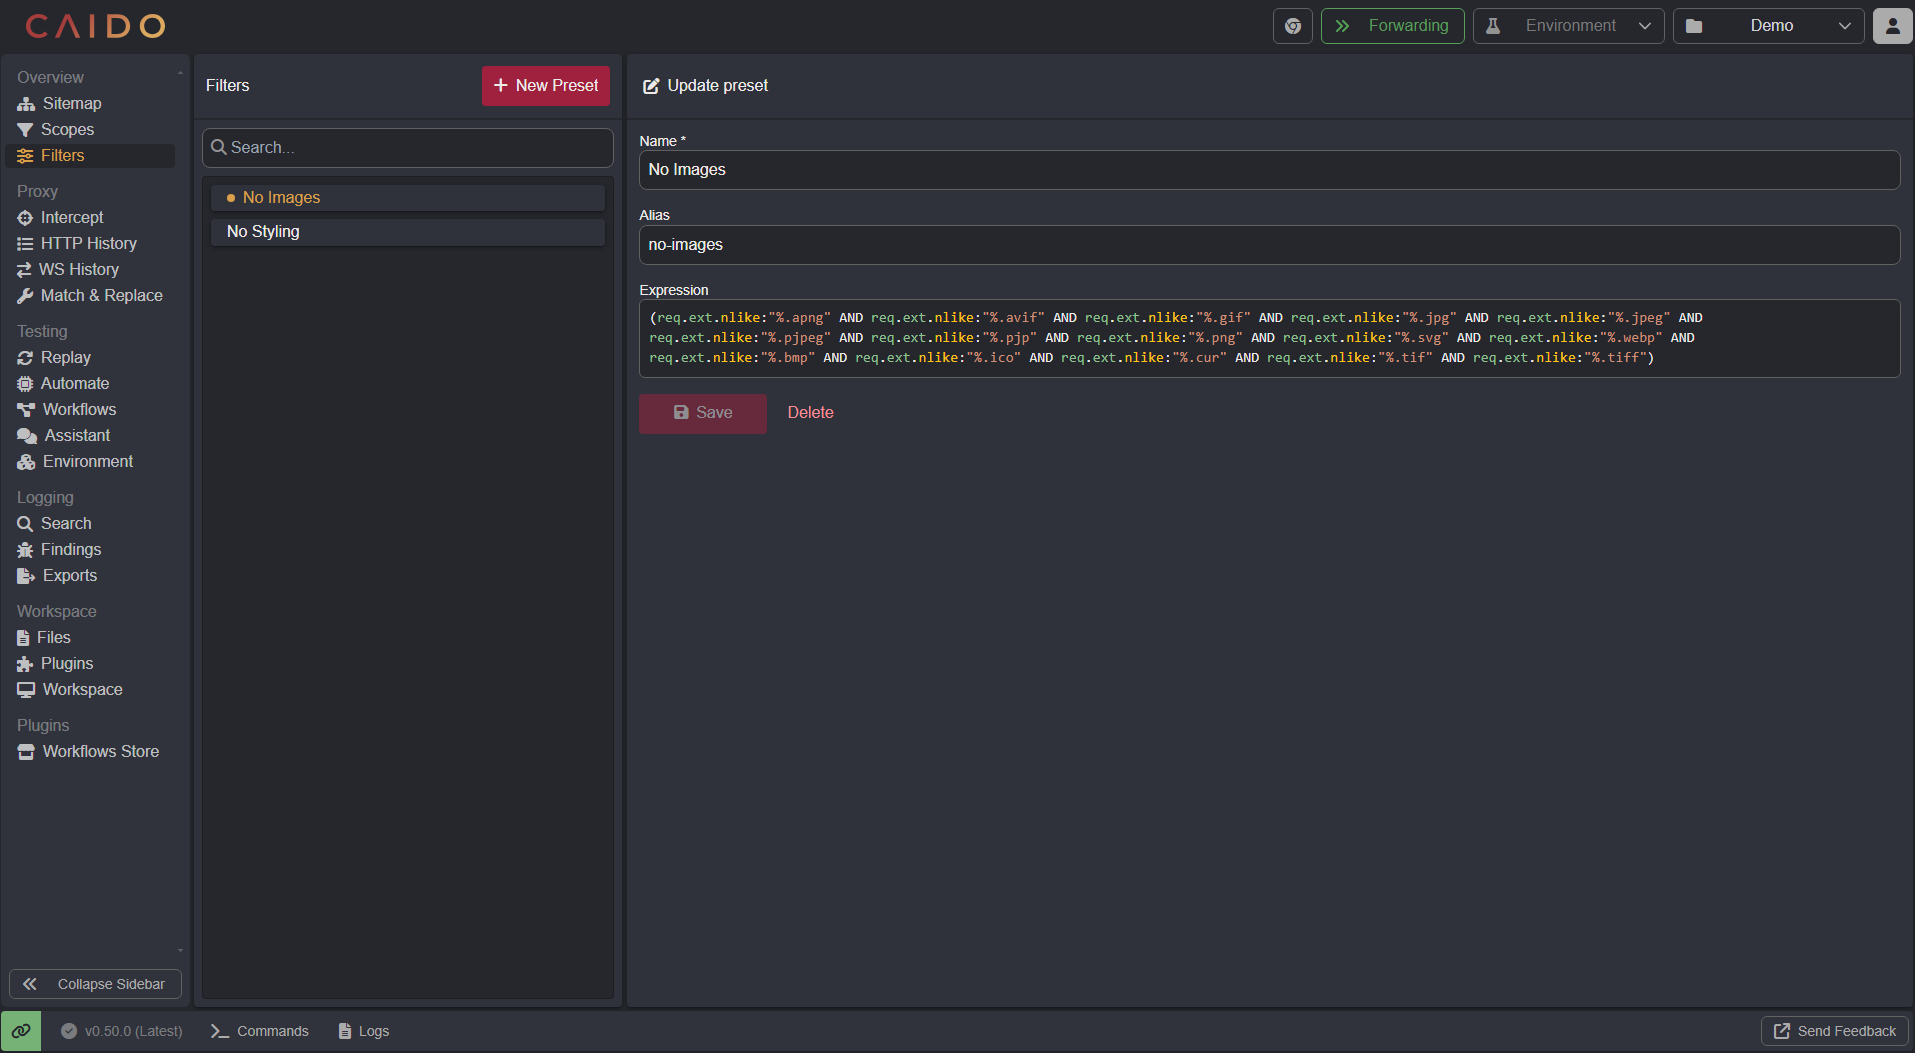 CAIDO
Forwarding
Environment
Demo
Overview
Sitemap
Scopes
Filters
Proxy
Intercept
HTTP History
WS History
Match & Replace
Testing
Replay
Automate
Workflows
Assistant
Environment
Logging
Search
Findings
Exports
Workspace
Files
Plugins
Workspace
Plugins
Workflows Store
Collapse Sidebar
Filters
New Preset
Search...
No Images
No Styling
Update preset
Name *
No Images
Alias
no-images
Expression
(req.ext.nlike:"%.apng" AND req.ext.nlike:"%.avif" AND req.ext.nlike:"%.gif" AND req.ext.nlike:"%.jpg" AND req.ext.nlike:"%.jpeg" AND
req.ext.nlike:"%.pjpeg" AND req.ext.nlike:"%.pjp" AND req.ext.nlike:"%.png" AND req.ext.nlike:"%.svg" AND req.ext.nlike:"%.webp" AND
req.ext.nlike:"%.bmp" AND req.ext.nlike:"%.ico" AND req.ext.nlike:"%.cur" AND req.ext.nlike:"%.tif" AND req.ext.nlike:"%.tiff")
Save
Delete
v0.50.0 (Latest)
Commands
Logs
Send Feedback